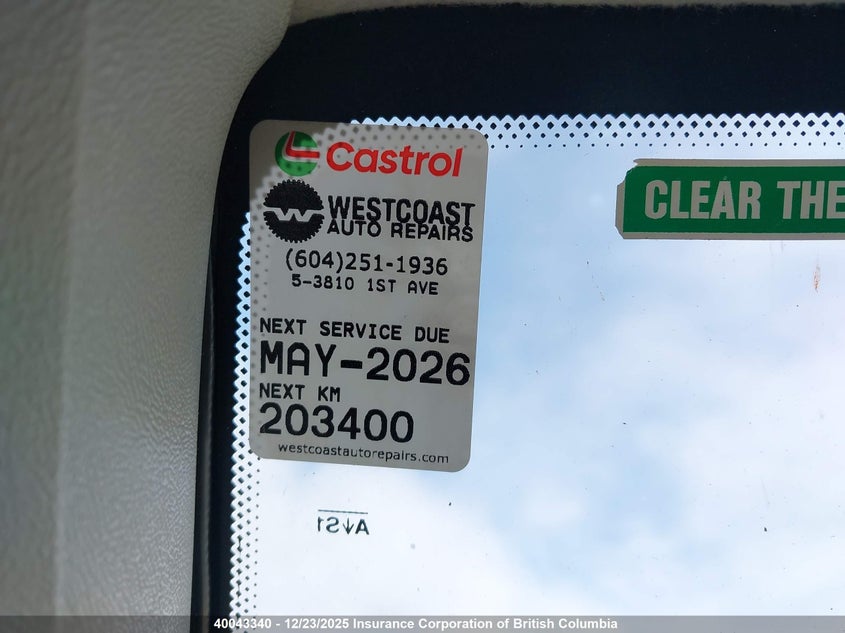 Castrol
WESTCOAST
AUTO REPAIRS
(604)251-1936
5-3810 1ST AVE
NEXT SERVICE DUE
MAY-2026
NEXT KM
203400
westcoastautorepairs.com
CLEAR THE
AS1
40043340 - 12/23/2025 Insurance Corporation of British Columbia